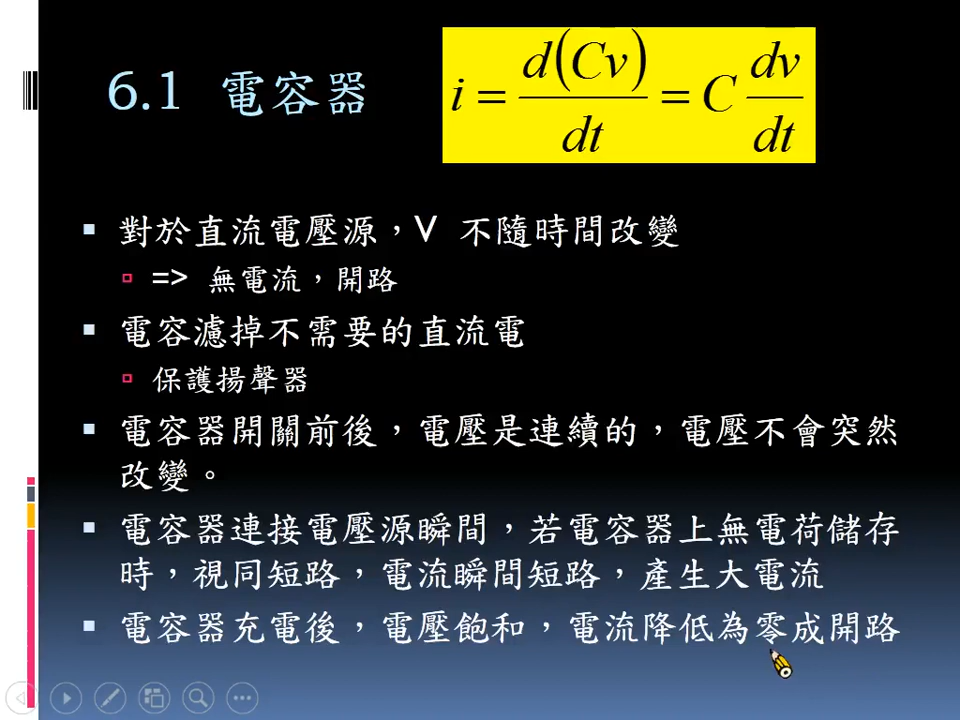 6.1 電容器
i = d(Cv)/dt = C dv/dt
對於直流電壓源，V 不隨時間改變
=> 無電流，開路
電容濾掉不需要的直流電
保護揚聲器
電容器開關前後，電壓是連續的，電壓不會突然
改變。
電容器連接電壓源瞬間，若電容器上無電荷儲存
時，視同短路，電流瞬間短路，產生大電流
電容器充電後，電壓飽和，電流降低為零成開路